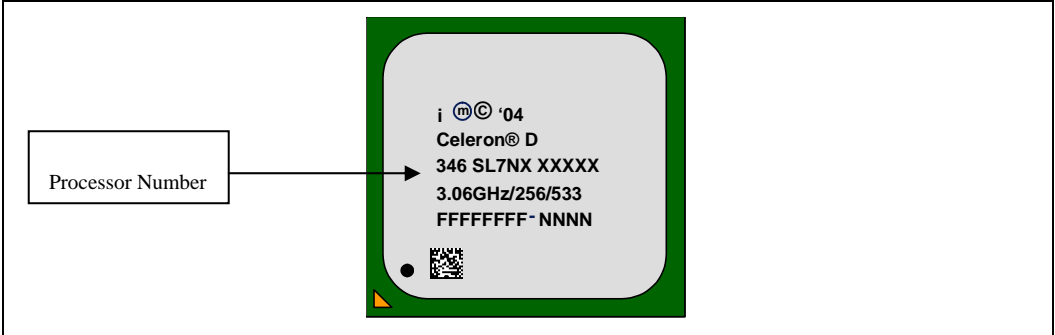 Processor Number
i ⓜ© ‘04
Celeron® D
346 SL7NX XXXXX
3.06GHz/256/533
FFFFFFFF-NNNN